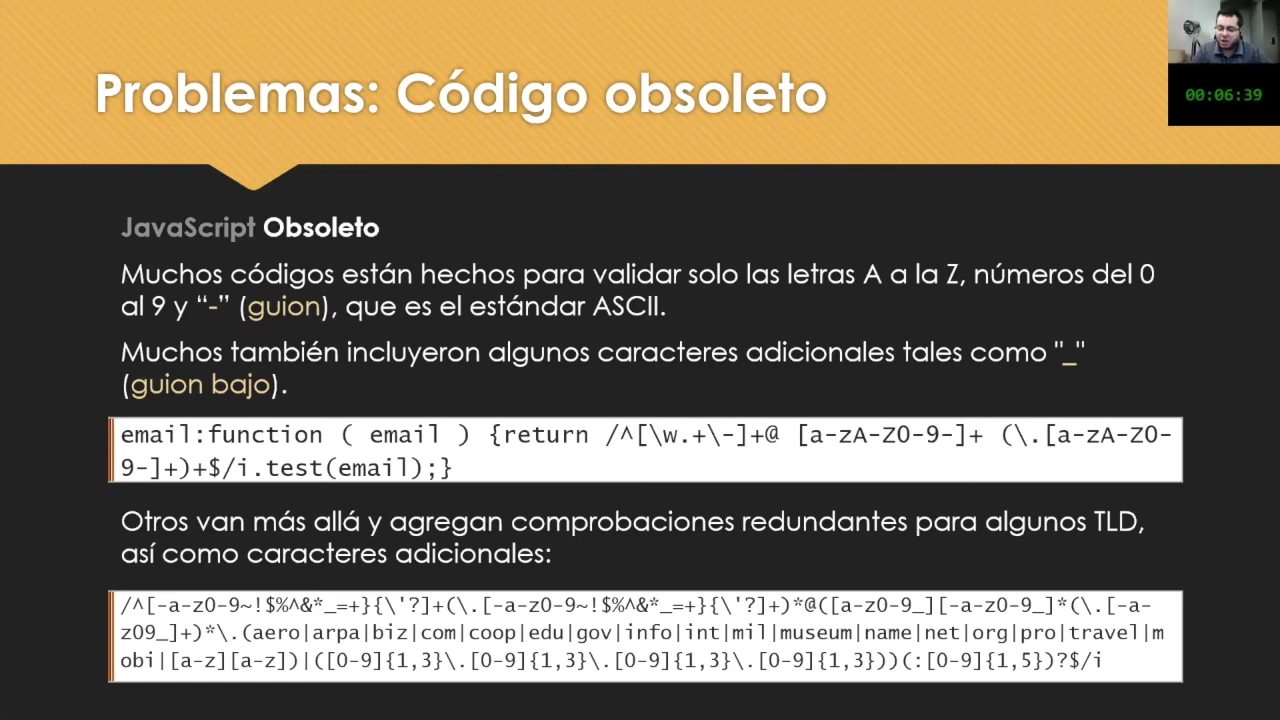 Problemas: Código obsoleto
00:06:39
JavaScript Obsoleto
Muchos códigos están hechos para validar solo las letras A a la Z, números del 0
al 9 y “-” (guion), que es el estándar ASCII.
Muchos también incluyeron algunos caracteres adicionales tales como "_"
(guion bajo).
email:function ( email ) {return /^[\w.+\-]+@ [a-zA-Z0-9-]+ (\.[a-zA-Z0-
9-]+)+$/i.test(email);}
Otros van más allá y agregan comprobaciones redundantes para algunos TLD,
así como caracteres adicionales:
/^[-a-z0-9~!$%^&*_=+}{\'?]+(\.[-a-z0-9~!$%^&*_=+}{\'?]+)*@([a-z0-9_][-a-z0-9_]*(\.[-a-
z09_]+)*\.(aero|arpa|biz|com|coop|edu|gov|info|int|mil|museum|name|net|org|pro|travel|m
obi|[a-z][a-z])|([0-9]{1,3}\.[0-9]{1,3}\.[0-9]{1,3}\.[0-9]{1,3}))(:[0-9]{1,5})?$/i